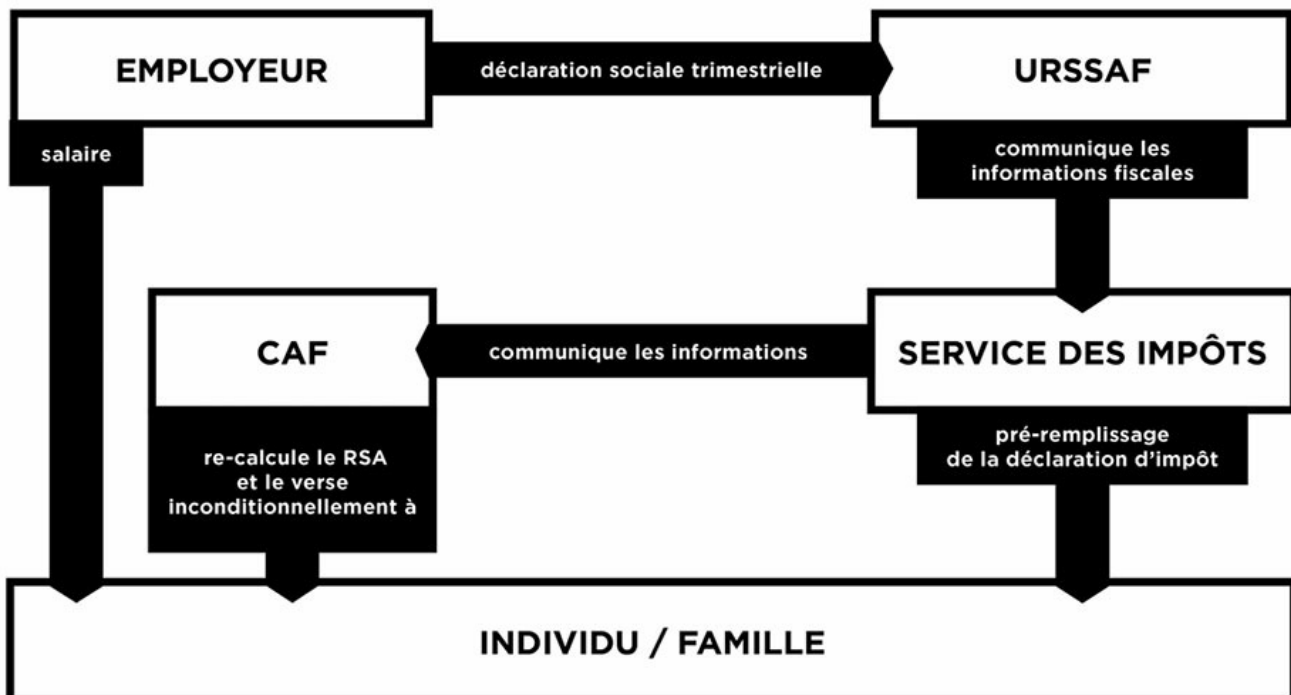 EMPLOYEUR
déclaration sociale trimestrielle
URSSAF
salaire
communique les
informations fiscales
CAF
communique les informations
SERVICE DES IMPÔTS
re-calcule le RSA
et le verse
inconditionnellement à
pré-remplissage
de la déclaration d'impôt
INDIVIDU / FAMILLE